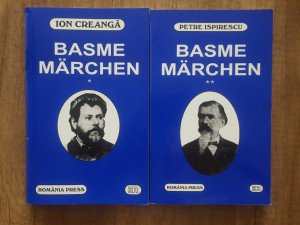 ION CREANGĂ
BASME
MÄRCHEN
*
ROMÂNIA PRESS
PETRE ISPIRESCU
BASME
MÄRCHEN
**
ROMÂNIA PRESS